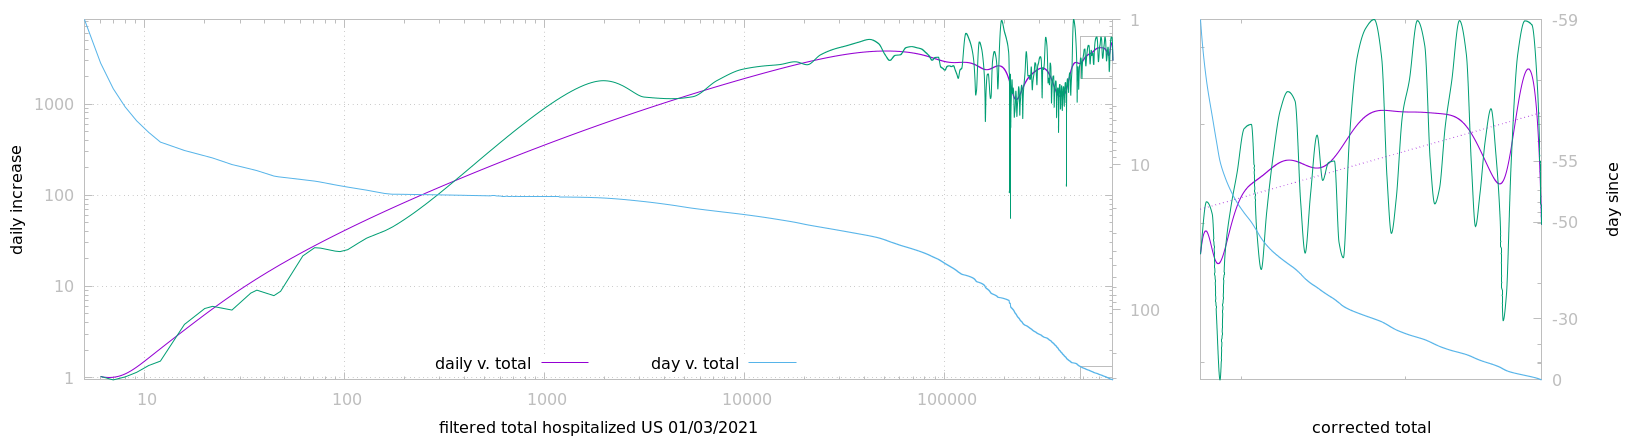 1
-59
1000
daily increase
10
-55
100
-50
day since
10
100
-30
daily v. total
day v. total
1
0
10
100
1000
10000
100000
filtered total hospitalized US 01/03/2021
corrected total